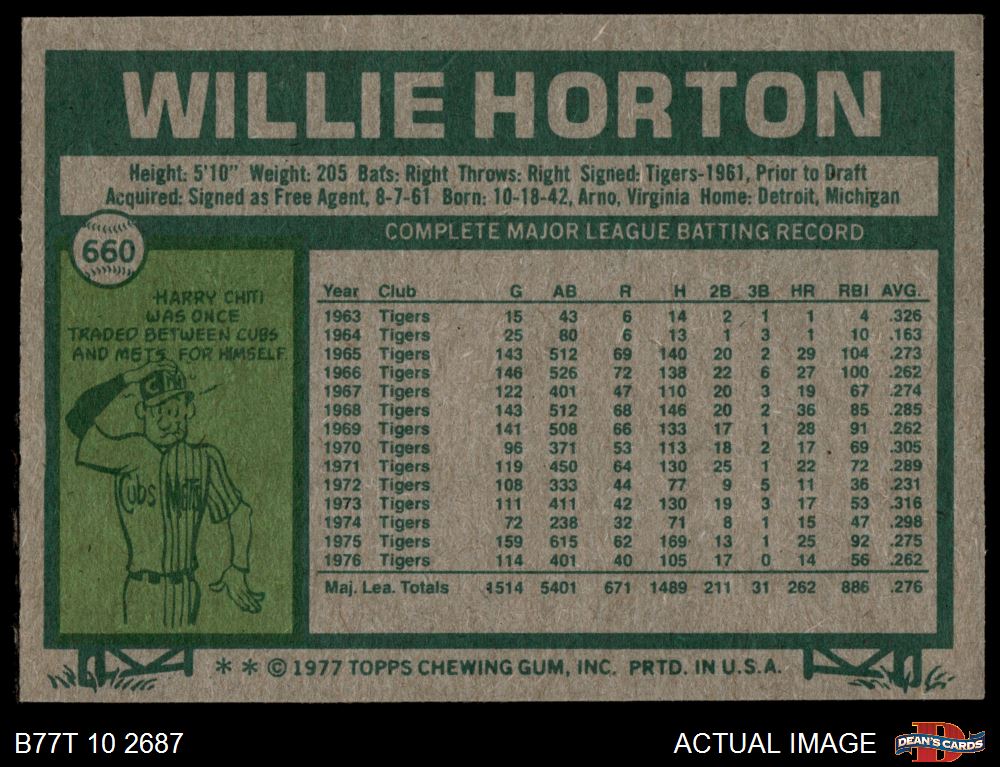 WILLIE HORTON
Height: 5'10" Weight: 205 Bats: Right Throws: Right Signed: Tigers-1961, Prior to Draft
Acquired: Signed as Free Agent, 8-7-61 Born: 10-18-42, Arno, Virginia Home: Detroit, Michigan
660
COMPLETE MAJOR LEAGUE BATTING RECORD
HARRY CHITI
WAS ONCE
TRADED BETWEEN CUBS
AND METS, FOR HIMSELF.
Cubs Mets
Year Club G AB R H 2B 3B HR RBI AVG.
1963 Tigers 15 43 6 14 2 1 1 4 .326
1964 Tigers 25 80 6 13 1 3 1 10 .163
1965 Tigers 143 512 69 140 20 2 29 104 .273
1966 Tigers 146 526 72 138 22 6 27 100 .262
1967 Tigers 122 401 47 110 20 3 19 67 .274
1968 Tigers 143 512 68 146 20 2 36 85 .285
1969 Tigers 141 508 66 133 17 1 28 91 .262
1970 Tigers 96 371 53 113 18 2 17 69 .305
1971 Tigers 119 450 64 130 25 1 22 72 .289
1972 Tigers 108 333 44 77 9 5 11 36 .231
1973 Tigers 111 411 42 130 19 3 17 53 .316
1974 Tigers 72 238 32 71 8 1 15 47 .298
1975 Tigers 159 615 62 169 13 1 25 92 .275
1976 Tigers 114 401 40 105 17 0 14 56 .262
Maj. Lea. Totals 1514 5401 671 1489 211 31 262 886 .276
* * © 1977 TOPPS CHEWING GUM, INC. PRTD. IN U.S.A.
B77T 10 2687
ACTUAL IMAGE
D
DEAN'S CARDS